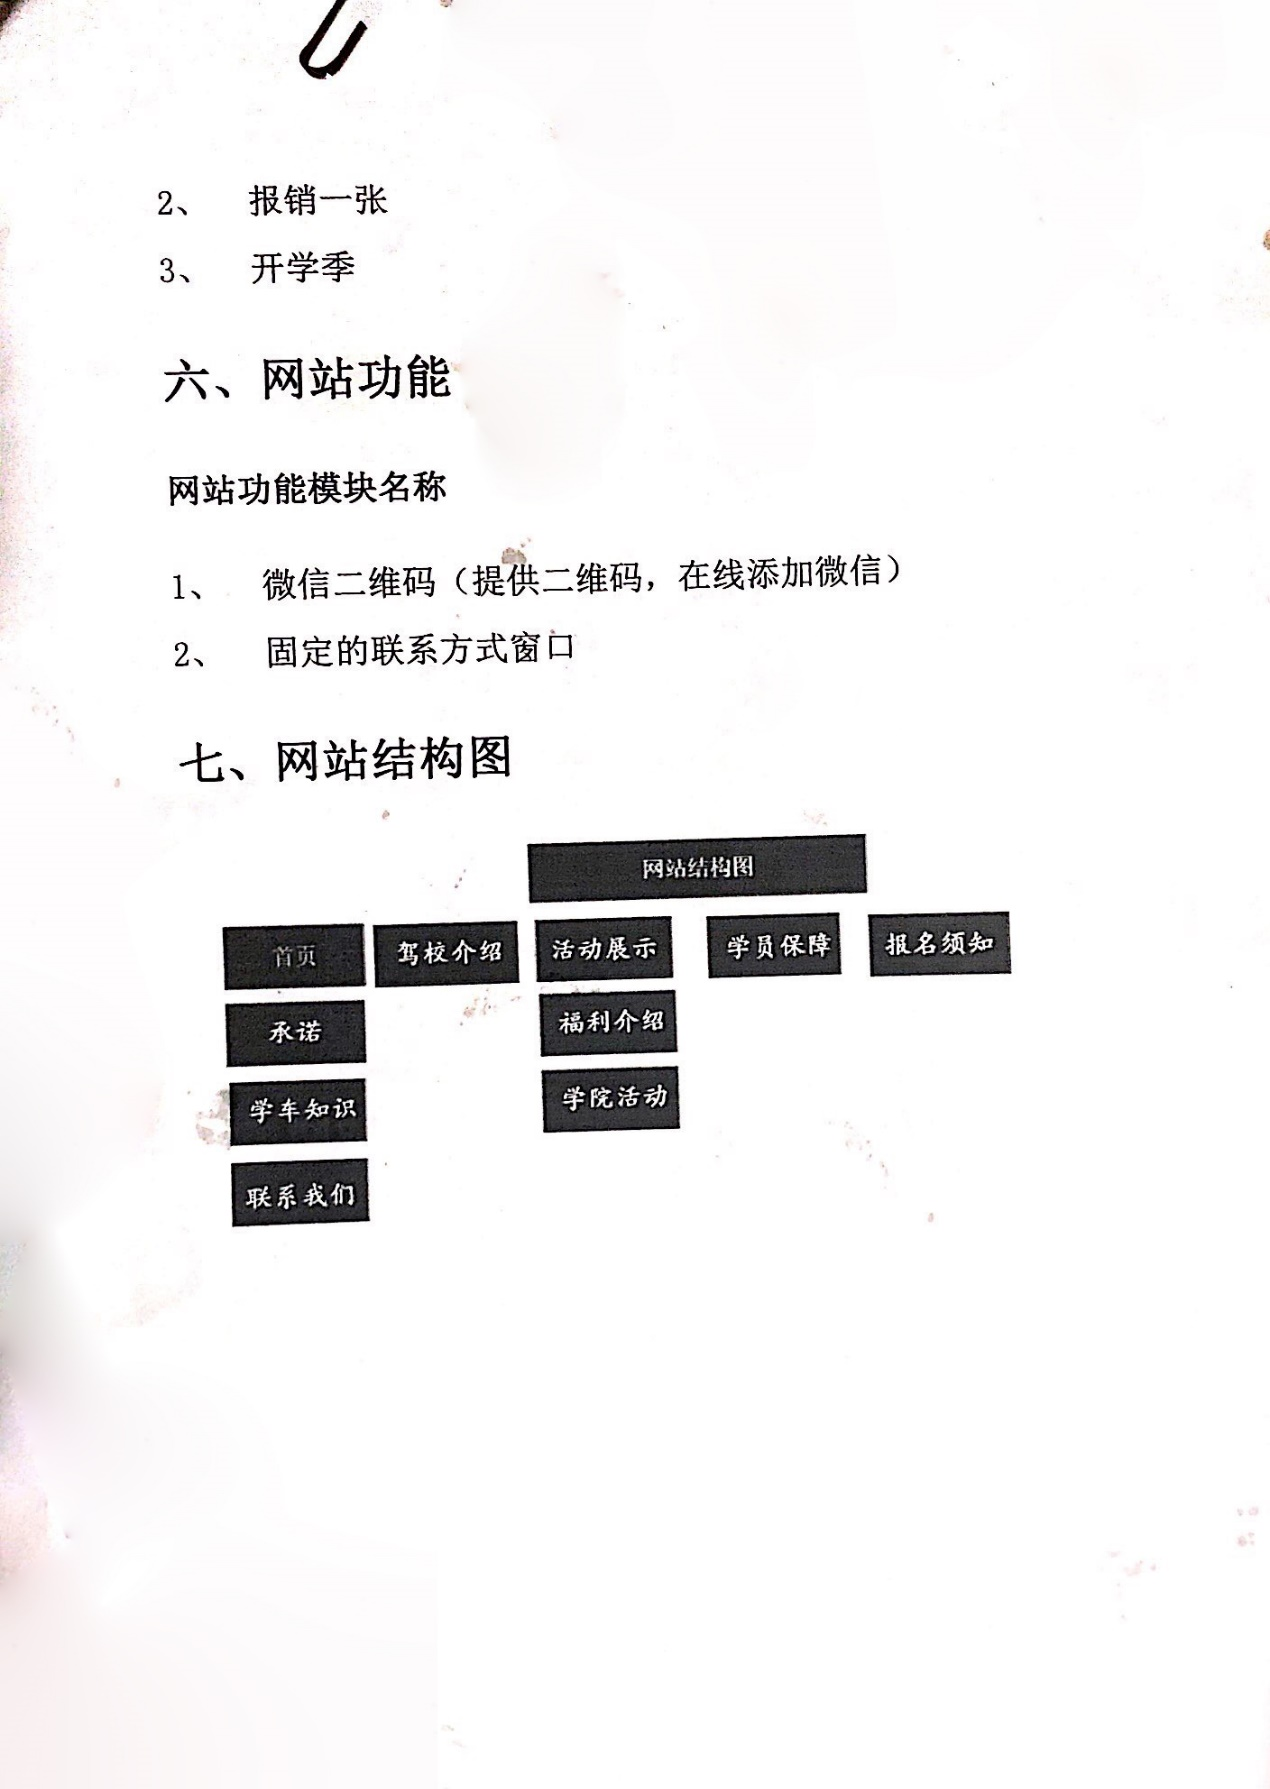 2、 报销一张
3、 开学季
六、网站功能
网站功能模块名称
1、 微信二维码（提供二维码，在线添加微信）
2、 固定的联系方式窗口
七、网站结构图
网站结构图
首页 驾校介绍 活动展示 学员保障 报名须知
承诺 福利介绍
学车知识 学院活动
联系我们